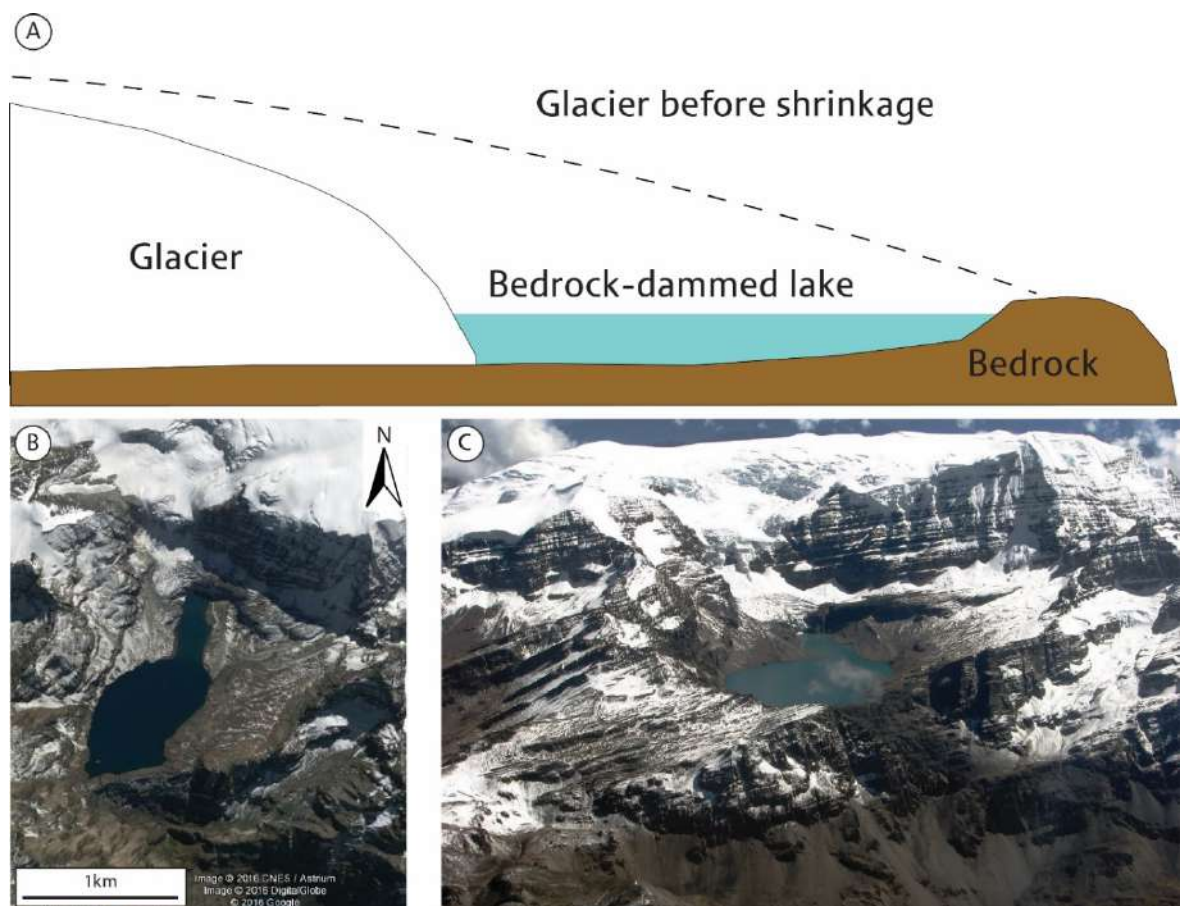 A
Glacier before shrinkage
Glacier
Bedrock-dammed lake
Bedrock
B
N
C
1km
Image © 2016 CNES / Astrium
Image © 2016 DigitalGlobe
© 2016 Google